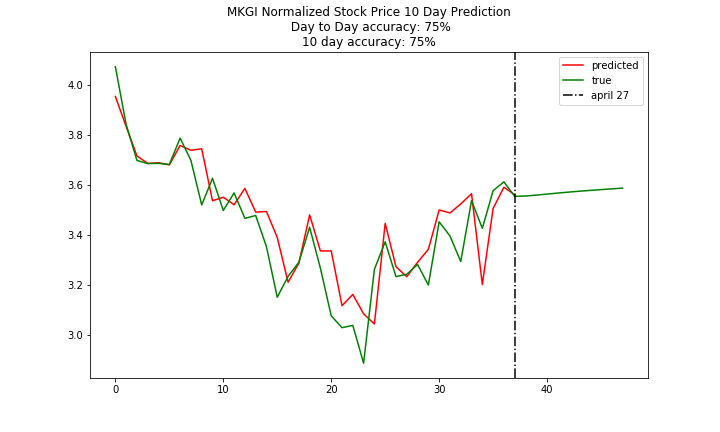 MKGI Normalized Stock Price 10 Day Prediction
Day to Day accuracy: 75%
10 day accuracy: 75%
predicted
true
april 27
4.0
3.8
3.6
3.4
3.2
3.0
0 10 20 30 40